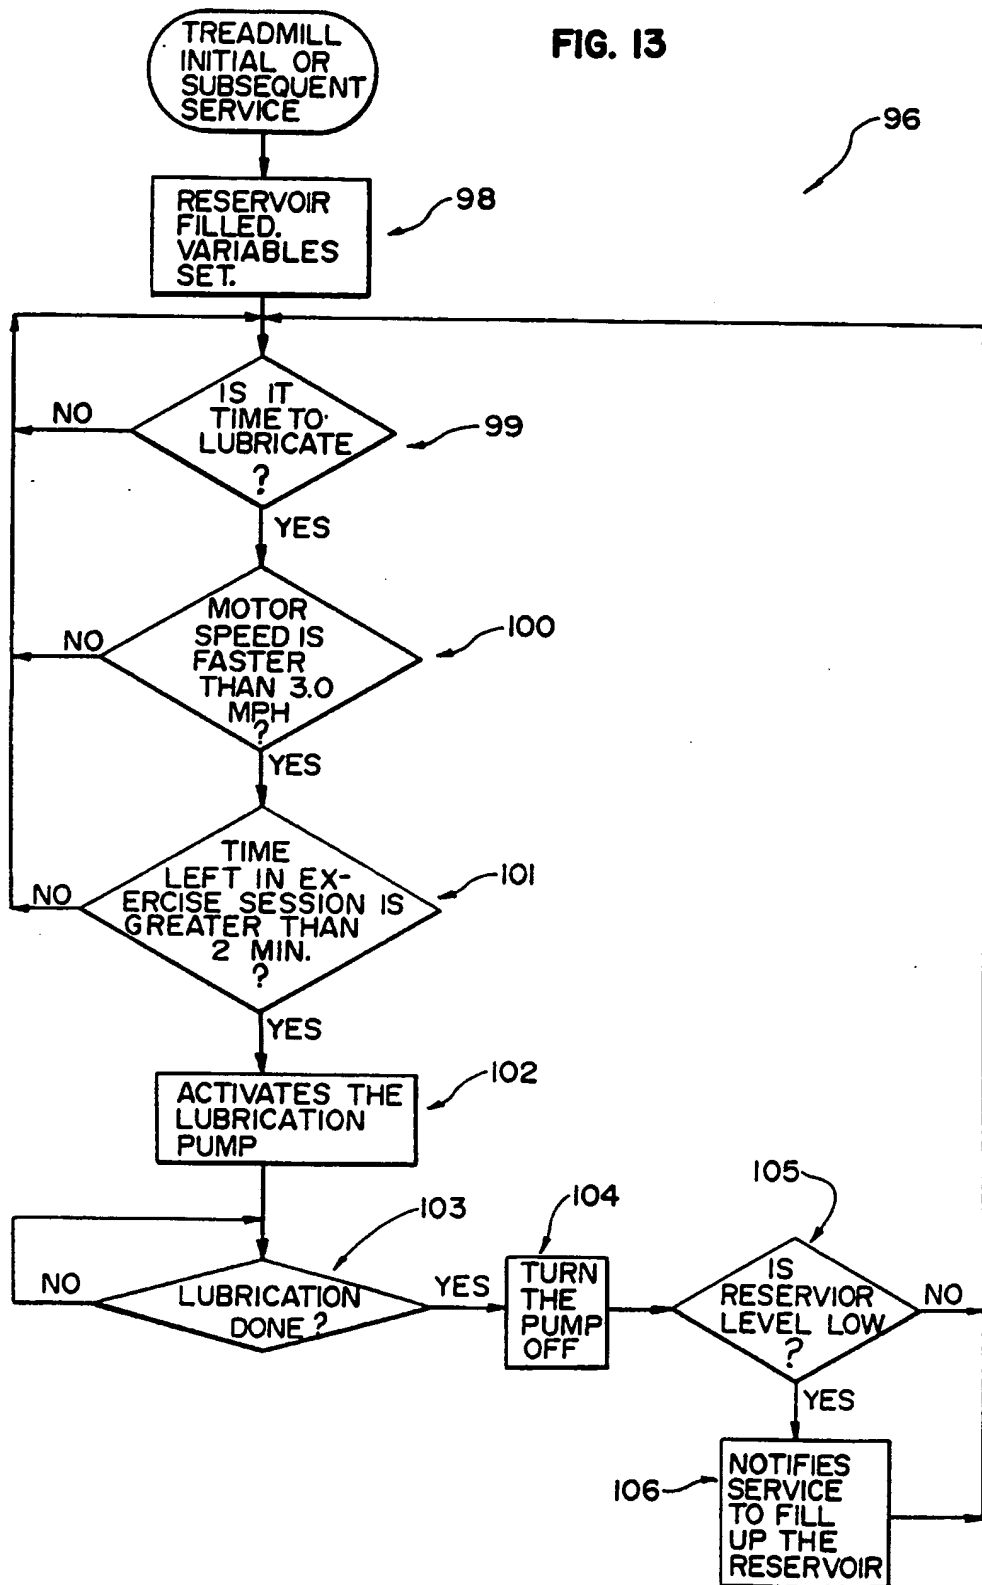 TREADMILL
INITIAL OR
SUBSEQUENT
SERVICE
FIG. 13
96
RESERVOIR
FILLED.
VARIABLES
SET.
98
IS IT
TIME TO
LUBRICATE
?
NO
99
YES
MOTOR
SPEED IS
FASTER
THAN 3.0
MPH
?
NO
100
YES
TIME
LEFT IN EX-
ERCISE SESSION IS
GREATER THAN
2 MIN.
?
NO
101
YES
ACTIVATES THE
LUBRICATION
PUMP
102
LUBRICATION
DONE?
NO
103
YES
TURN
THE
PUMP
OFF
104
IS
RESERVIOR
LEVEL LOW
?
105
NO
YES
NOTIFIES
SERVICE
TO FILL
UP THE
RESERVOIR
106